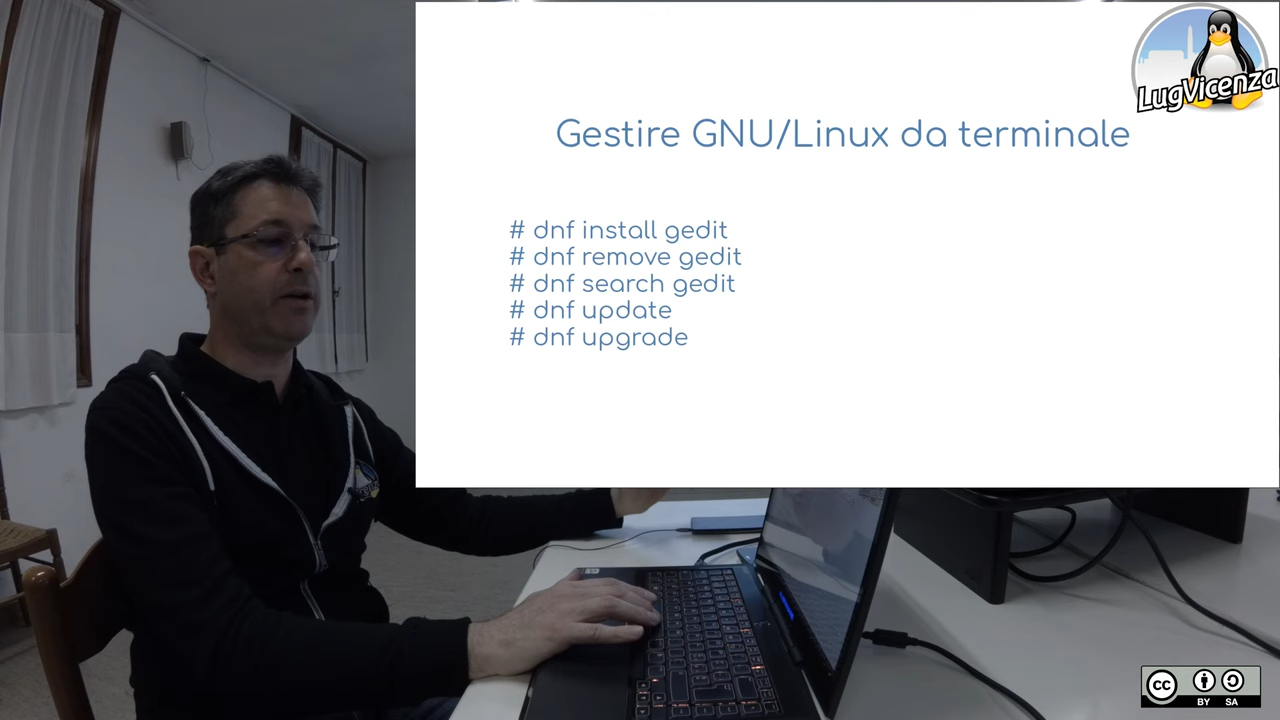 LugVicenza
Gestire GNU/Linux da terminale
# dnf install gedit
# dnf remove gedit
# dnf search gedit
# dnf update
# dnf upgrade
cc
BY SA